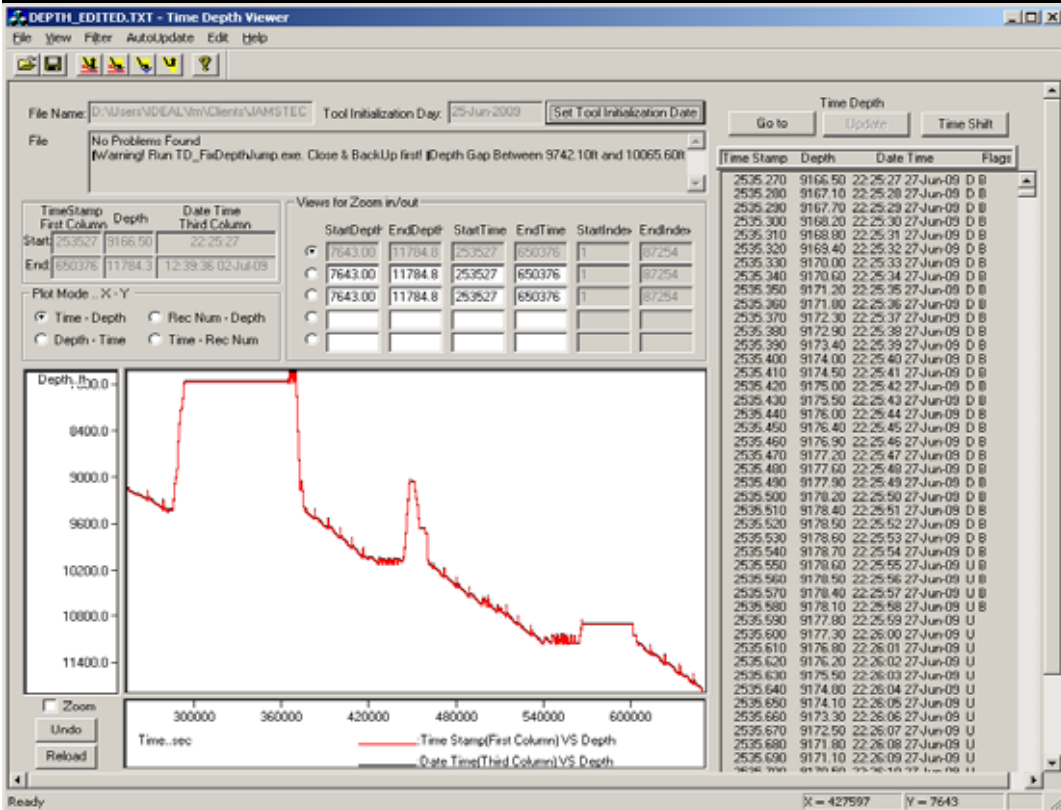 DEPTH_EDITED.TXT - Time Depth Viewer
File View Filter AutoUpdate Edit Help
File Name: D:\Users\IDEAL\fm\Clients\JAMSTEC Tool Initialization Day: 25-Jun-2009 Set Tool Initialization Date
File No Problems Found
Warning! Run TD_FixDepthJump.exe. Close & BackUp first! Depth Gap Between 9742.10ft and 10065.60ft
TimeStamp First Column Depth Date Time Third Column
Start: 253527 9166.50 22:25:27
End: 650376 11784.3 12:39:36 02-Jul-09
Plot Mode .. X - Y
Time - Depth Rec Num - Depth
Depth - Time Time - Rec Num
Views for Zoom in/out
StartDepth EndDepth StartTime EndTime StartIndex EndIndex
7643.00 11784.8 253527 650376 1 87254
7643.00 11784.8 253527 650376 1 87254
7643.00 11784.8 253527 650376 1 87254
Time Depth
Go to Update Time Shift
Time Stamp Depth Date Time Flags
2535.270 9166.50 22:25:27 27-Jun-09 D B
2535.280 9167.10 22:25:28 27-Jun-09 D B
2535.290 9167.70 22:25:29 27-Jun-09 D B
2535.300 9168.20 22:25:30 27-Jun-09 D B
2535.310 9168.80 22:25:31 27-Jun-09 D B
2535.320 9169.40 22:25:32 27-Jun-09 D B
2535.330 9170.00 22:25:33 27-Jun-09 D B
2535.340 9170.60 22:25:34 27-Jun-09 D B
2535.350 9171.20 22:25:35 27-Jun-09 D B
2535.360 9171.80 22:25:36 27-Jun-09 D B
2535.370 9172.30 22:25:37 27-Jun-09 D B
2535.380 9172.90 22:25:38 27-Jun-09 D B
2535.390 9173.40 22:25:39 27-Jun-09 D B
2535.400 9174.00 22:25:40 27-Jun-09 D B
2535.410 9174.50 22:25:41 27-Jun-09 D B
2535.420 9175.00 22:25:42 27-Jun-09 D B
2535.430 9175.50 22:25:43 27-Jun-09 D B
2535.440 9176.00 22:25:44 27-Jun-09 D B
2535.450 9176.40 22:25:45 27-Jun-09 D B
2535.460 9176.90 22:25:46 27-Jun-09 D B
2535.470 9177.20 22:25:47 27-Jun-09 D B
2535.480 9177.60 22:25:48 27-Jun-09 D B
2535.490 9177.90 22:25:49 27-Jun-09 D B
2535.500 9178.20 22:25:50 27-Jun-09 D B
2535.510 9178.40 22:25:51 27-Jun-09 D B
2535.520 9178.50 22:25:52 27-Jun-09 D B
2535.530 9178.60 22:25:53 27-Jun-09 D B
2535.540 9178.70 22:25:54 27-Jun-09 D B
2535.550 9178.60 22:25:55 27-Jun-09 U B
2535.560 9178.50 22:25:56 27-Jun-09 U B
2535.570 9178.40 22:25:57 27-Jun-09 U B
2535.580 9178.10 22:25:58 27-Jun-09 U B
2535.590 9177.80 22:25:59 27-Jun-09 U
2535.600 9177.30 22:26:00 27-Jun-09 U
2535.610 9176.80 22:26:01 27-Jun-09 U
2535.620 9176.20 22:26:02 27-Jun-09 U
2535.630 9175.50 22:26:03 27-Jun-09 U
2535.640 9174.80 22:26:04 27-Jun-09 U
2535.650 9174.10 22:26:05 27-Jun-09 U
2535.660 9173.30 22:26:06 27-Jun-09 U
2535.670 9172.50 22:26:07 27-Jun-09 U
2535.680 9171.80 22:26:08 27-Jun-09 U
2535.690 9171.10 22:26:09 27-Jun-09 U
Depth..ft
8400.0
9000.0
9600.0
10200.0
10800.0
11400.0
Zoom
Undo
Reload
300000 360000 420000 480000 540000 600000
Time..sec
:Time Stamp(First Column) VS Depth
:Date Time(Third Column) VS Depth
Ready X = 427597 Y = 7643